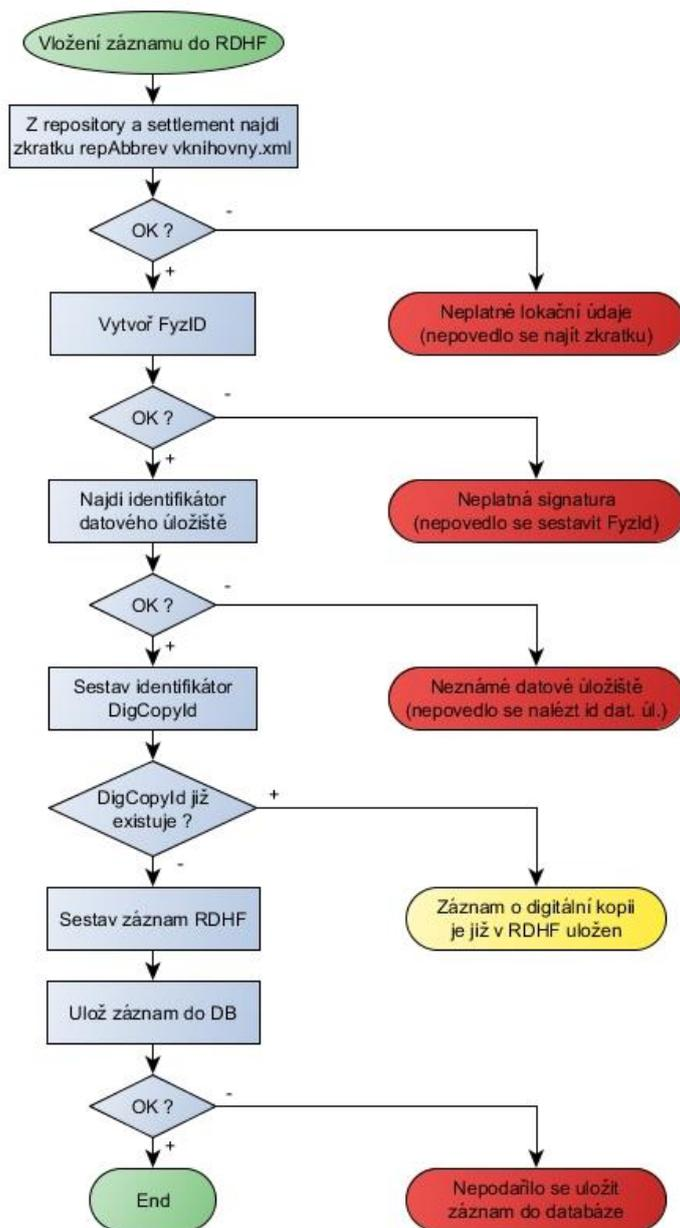 Vložení záznamu do RDHF
Z repository a settlement najdi
zkratku repAbbrev vknihovny.xml
OK ?
-
+
Neplatné lokační údaje
(nepovedlo se najít zkratku)
Vytvoř FyzID
OK ?
-
+
Neplatná signatura
(nepovedlo se sestavit FyzId)
Najdi identifikátor
datového úložiště
OK ?
-
+
Neznámé datové úložiště
(nepovedlo se nalézt id dat. úl.)
Sestav identifikátor
DigCopyId
DigCopyId již
existuje ?
+
-
Záznam o digitální kopii
je již v RDHF uložen
Sestav záznam RDHF
Ulož záznam do DB
OK ?
-
+
Nepodařilo se uložit
záznam do databáze
End